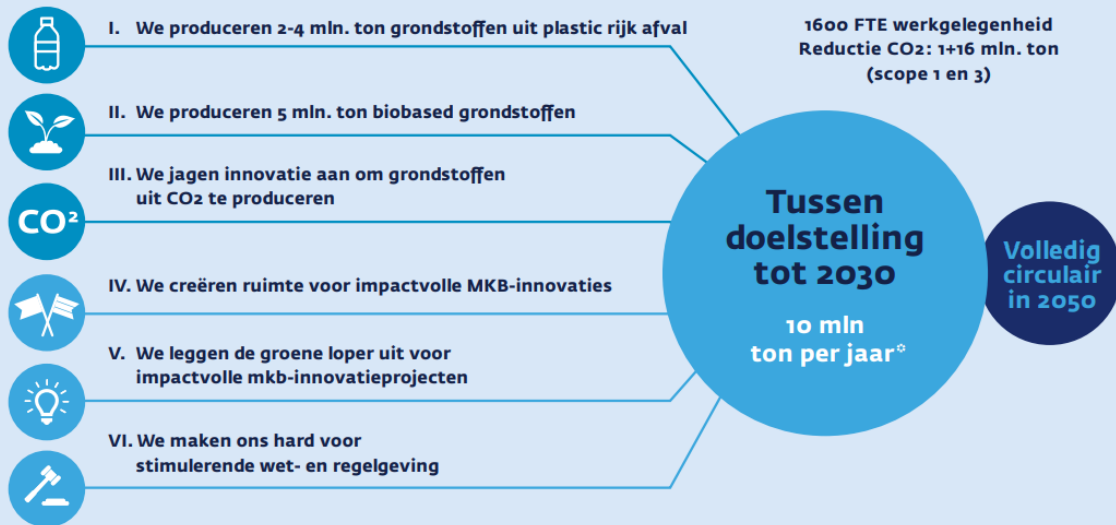 I. We produceren 2-4 mln. ton grondstoffen uit plastic rijk afval
1600 FTE werkgelegenheid
Reductie CO2: 1+16 mln. ton
(scope 1 en 3)
II. We produceren 5 mln. ton biobased grondstoffen
III. We jagen innovatie aan om grondstoffen
uit CO2 te produceren
CO²
IV. We creëren ruimte voor impactvolle MKB-innovaties
V. We leggen de groene loper uit voor
impactvolle mkb-innovatieprojecten
VI. We maken ons hard voor
stimulerende wet- en regelgeving
Tussen
doelstelling
tot 2030
10 mln
ton per jaar✡
Volledig
circulair
in 2050